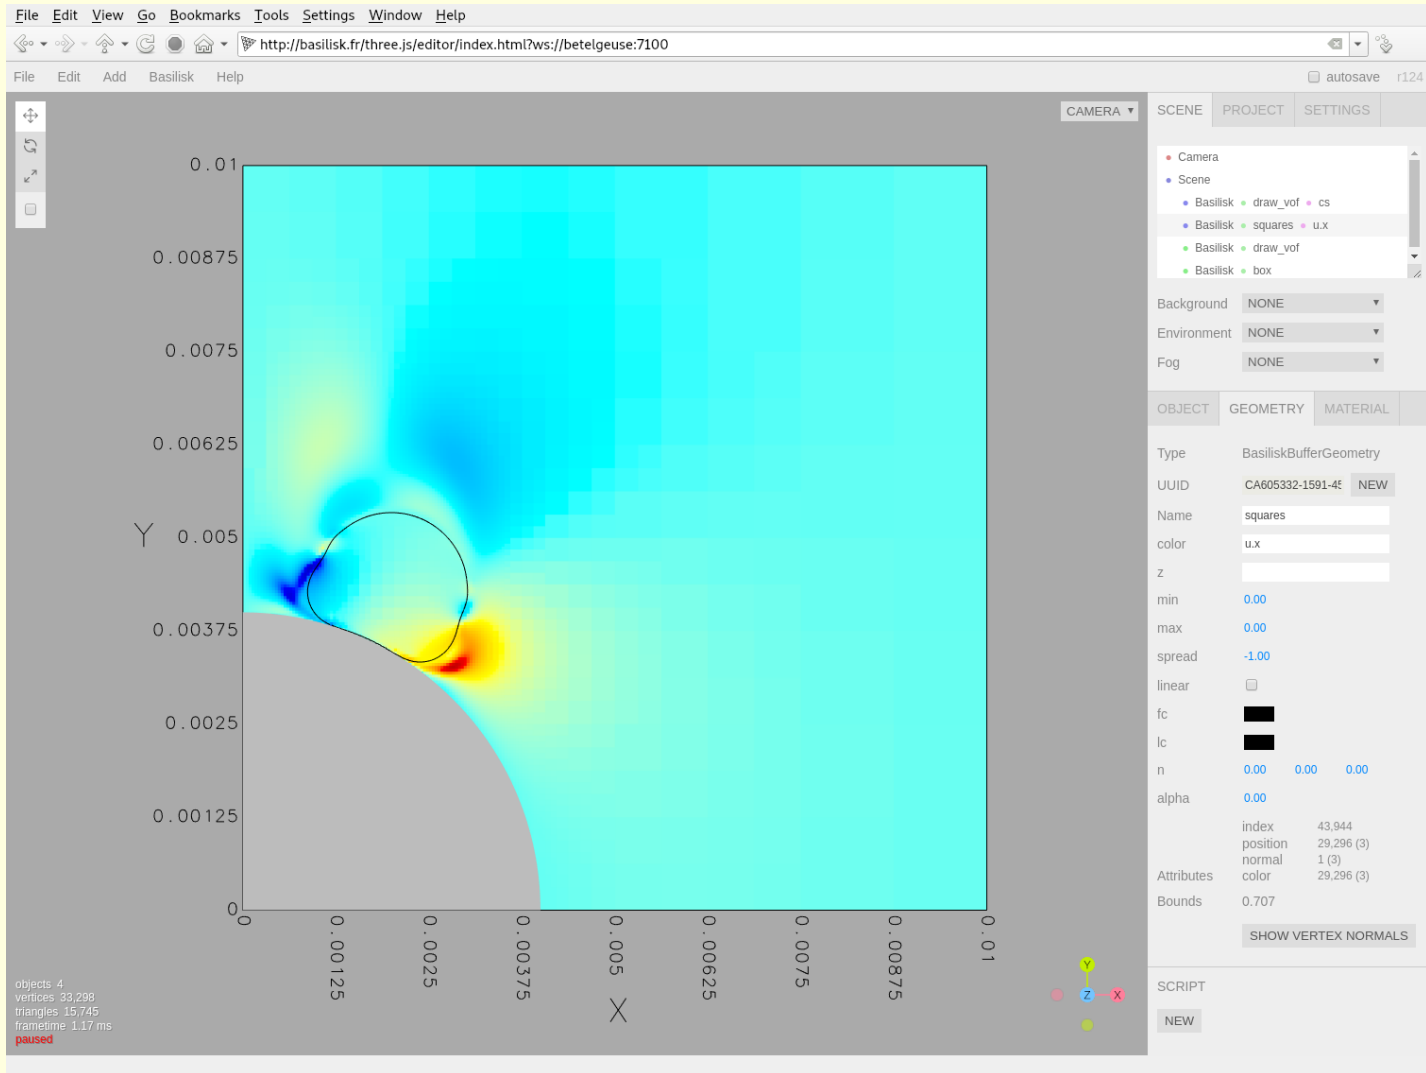 File Edit View Go Bookmarks Tools Settings Window Help
http://basilisk.fr/three.js/editor/index.html?ws://betelgeuse:7100
File Edit Add Basilisk Help autosave r124
CAMERA
SCENE PROJECT SETTINGS
Camera
Scene
Basilisk draw_vof cs
Basilisk squares u.x
Basilisk draw_vof
Basilisk box
Background NONE
Environment NONE
Fog NONE
OBJECT GEOMETRY MATERIAL
Type BasiliskBufferGeometry
UUID CA605332-1591-45 NEW
Name squares
color u.x
z
min 0.00
max 0.00
spread -1.00
linear
fc
lc
n 0.00 0.00 0.00
alpha 0.00
index 43,944
position 29,296 (3)
normal 1 (3)
Attributes color 29,296 (3)
Bounds 0.707
SHOW VERTEX NORMALS
SCRIPT
NEW
0.01
0.00875
0.0075
0.00625
Y 0.005
0.00375
0.0025
0.00125
0
0 0.00125 0.0025 0.00375 0.005 0.00625 0.0075 0.00875 0.01
X
Y
Z X
objects 4
vertices 33,298
triangles 15,745
frametime 1.17 ms
paused